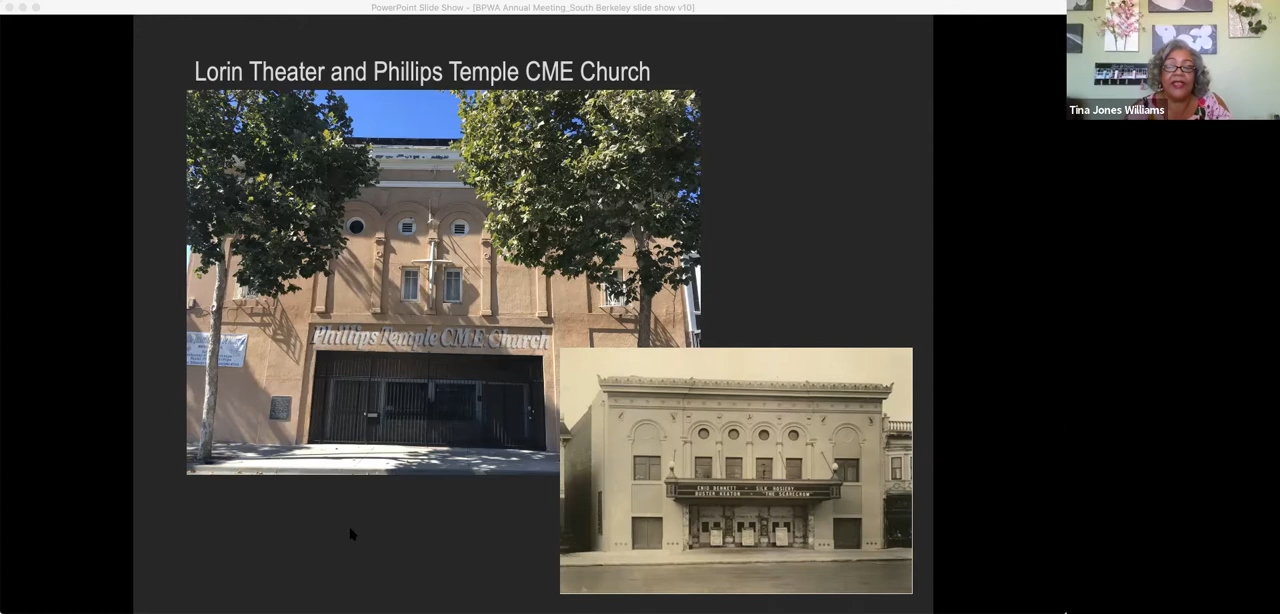 PowerPoint Slide Show - [BPWA Annual Meeting_South Berkeley slide show v10]
Tina Jones Williams
Lorin Theater and Phillips Temple CME Church
Phillips Temple CME Church
ENID BENNETT - SILK HOSIERY
BUSTER KEATON - "THE SCARECROW"